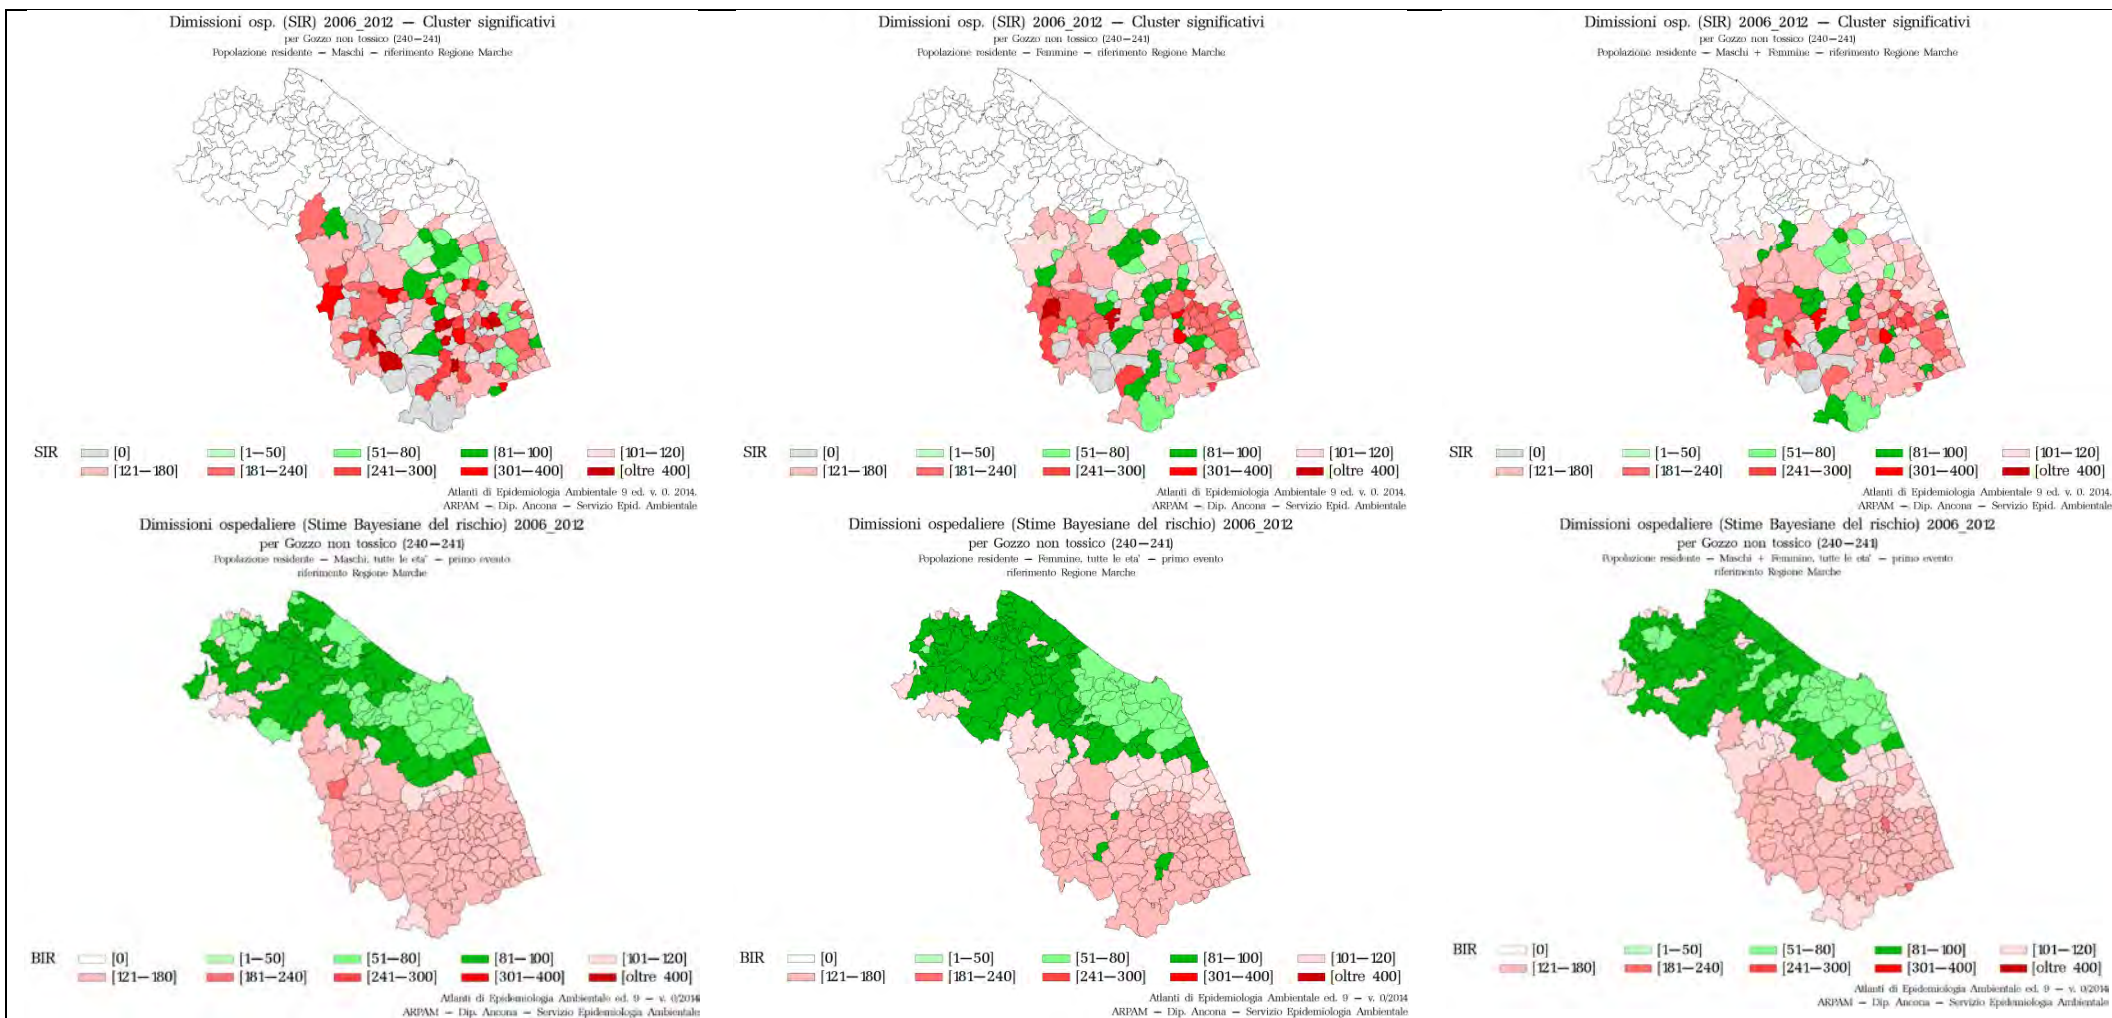 Dimissioni osp. (SIR) 2006_2012 — Cluster significativi
per Gozzo non tossico (240—241)
Popolazione residente — Maschi — riferimento Regione Marche
SIR [0] [1—50] [51—80] [81—100] [101—120]
[121—180] [181—240] [241—300] [301—400] [oltre 400]
Atlanti di Epidemiologia Ambientale 9 ed. v. 0. 2014.
ARPAM — Dip. Ancona — Servizio Epid. Ambientale
Dimissioni osp. (SIR) 2006_2012 — Cluster significativi
per Gozzo non tossico (240—241)
Popolazione residente — Femmine — riferimento Regione Marche
SIR [0] [1—50] [51—80] [81—100] [101—120]
[121—180] [181—240] [241—300] [301—400] [oltre 400]
Atlanti di Epidemiologia Ambientale 9 ed. v. 0. 2014.
ARPAM — Dip. Ancona — Servizio Epid. Ambientale
Dimissioni osp. (SIR) 2006_2012 — Cluster significativi
per Gozzo non tossico (240—241)
Popolazione residente — Maschi + Femmine — riferimento Regione Marche
SIR [0] [1—50] [51—80] [81—100] [101—120]
[121—180] [181—240] [241—300] [301—400] [oltre 400]
Atlanti di Epidemiologia Ambientale 9 ed. v. 0. 2014.
ARPAM — Dip. Ancona — Servizio Epid. Ambientale
Dimissioni ospedaliere (Stime Bayesiane del rischio) 2006_2012
per Gozzo non tossico (240—241)
Popolazione residente — Maschi, tutte le eta' — primo evento
riferimento Regione Marche
BIR [0] [1—50] [51—80] [81—100] [101—120]
[121—180] [181—240] [241—300] [301—400] [oltre 400]
Atlanti di Epidemiologia Ambientale ed. 9 — v. 0/2014
ARPAM — Dip. Ancona — Servizio Epidemiologia Ambientale
Dimissioni ospedaliere (Stime Bayesiane del rischio) 2006_2012
per Gozzo non tossico (240—241)
Popolazione residente — Femmine, tutte le eta' — primo evento
riferimento Regione Marche
BIR [0] [1—50] [51—80] [81—100] [101—120]
[121—180] [181—240] [241—300] [301—400] [oltre 400]
Atlanti di Epidemiologia Ambientale ed. 9 — v. 0/2014
ARPAM — Dip. Ancona — Servizio Epidemiologia Ambientale
Dimissioni ospedaliere (Stime Bayesiane del rischio) 2006_2012
per Gozzo non tossico (240—241)
Popolazione residente — Maschi + Femmine, tutte le eta' — primo evento
riferimento Regione Marche
BIR [0] [1—50] [51—80] [81—100] [101—120]
[121—180] [181—240] [241—300] [301—400] [oltre 400]
Atlanti di Epidemiologia Ambientale ed. 9 — v. 0/2014
ARPAM — Dip. Ancona — Servizio Epidemiologia Ambientale